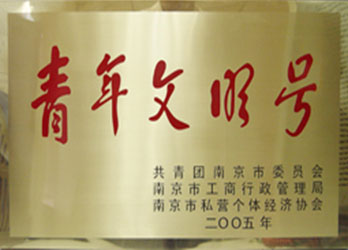 青年文明号
共青团南京市委员会
南京市工商行政管理局
南京市私营个体经济协会
二〇〇五年